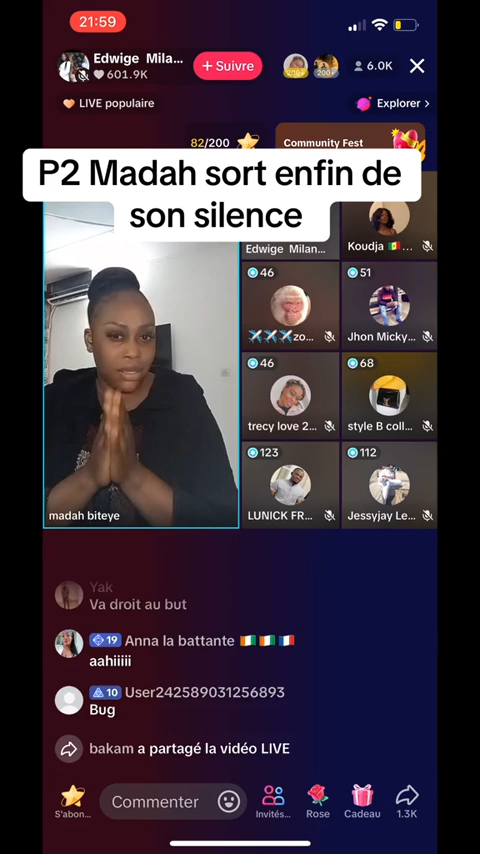 21:59
Edwige Mila...
601.9K
+ Suivre
200+
200+
6.0K
LIVE populaire
Explorer >
82/200
Community Fest
P2 Madah sort enfin de
son silence
Edwige Milan...
Koudja 🇸🇳...
46
51
✈️✈️✈️zo...
Jhon Micky...
46
68
trecy love 2...
style B coll...
123
112
madah biteye
LUNICK FR...
Jessyjay Le...
Yak
Va droit au but
19 Anna la battante 🇨🇮🇨🇮🇫🇷
aahiiiii
10 User242589031256893
Bug
bakam a partagé la vidéo LIVE
Commenter
S'abon...
Invités...
Rose
Cadeau
1.3K